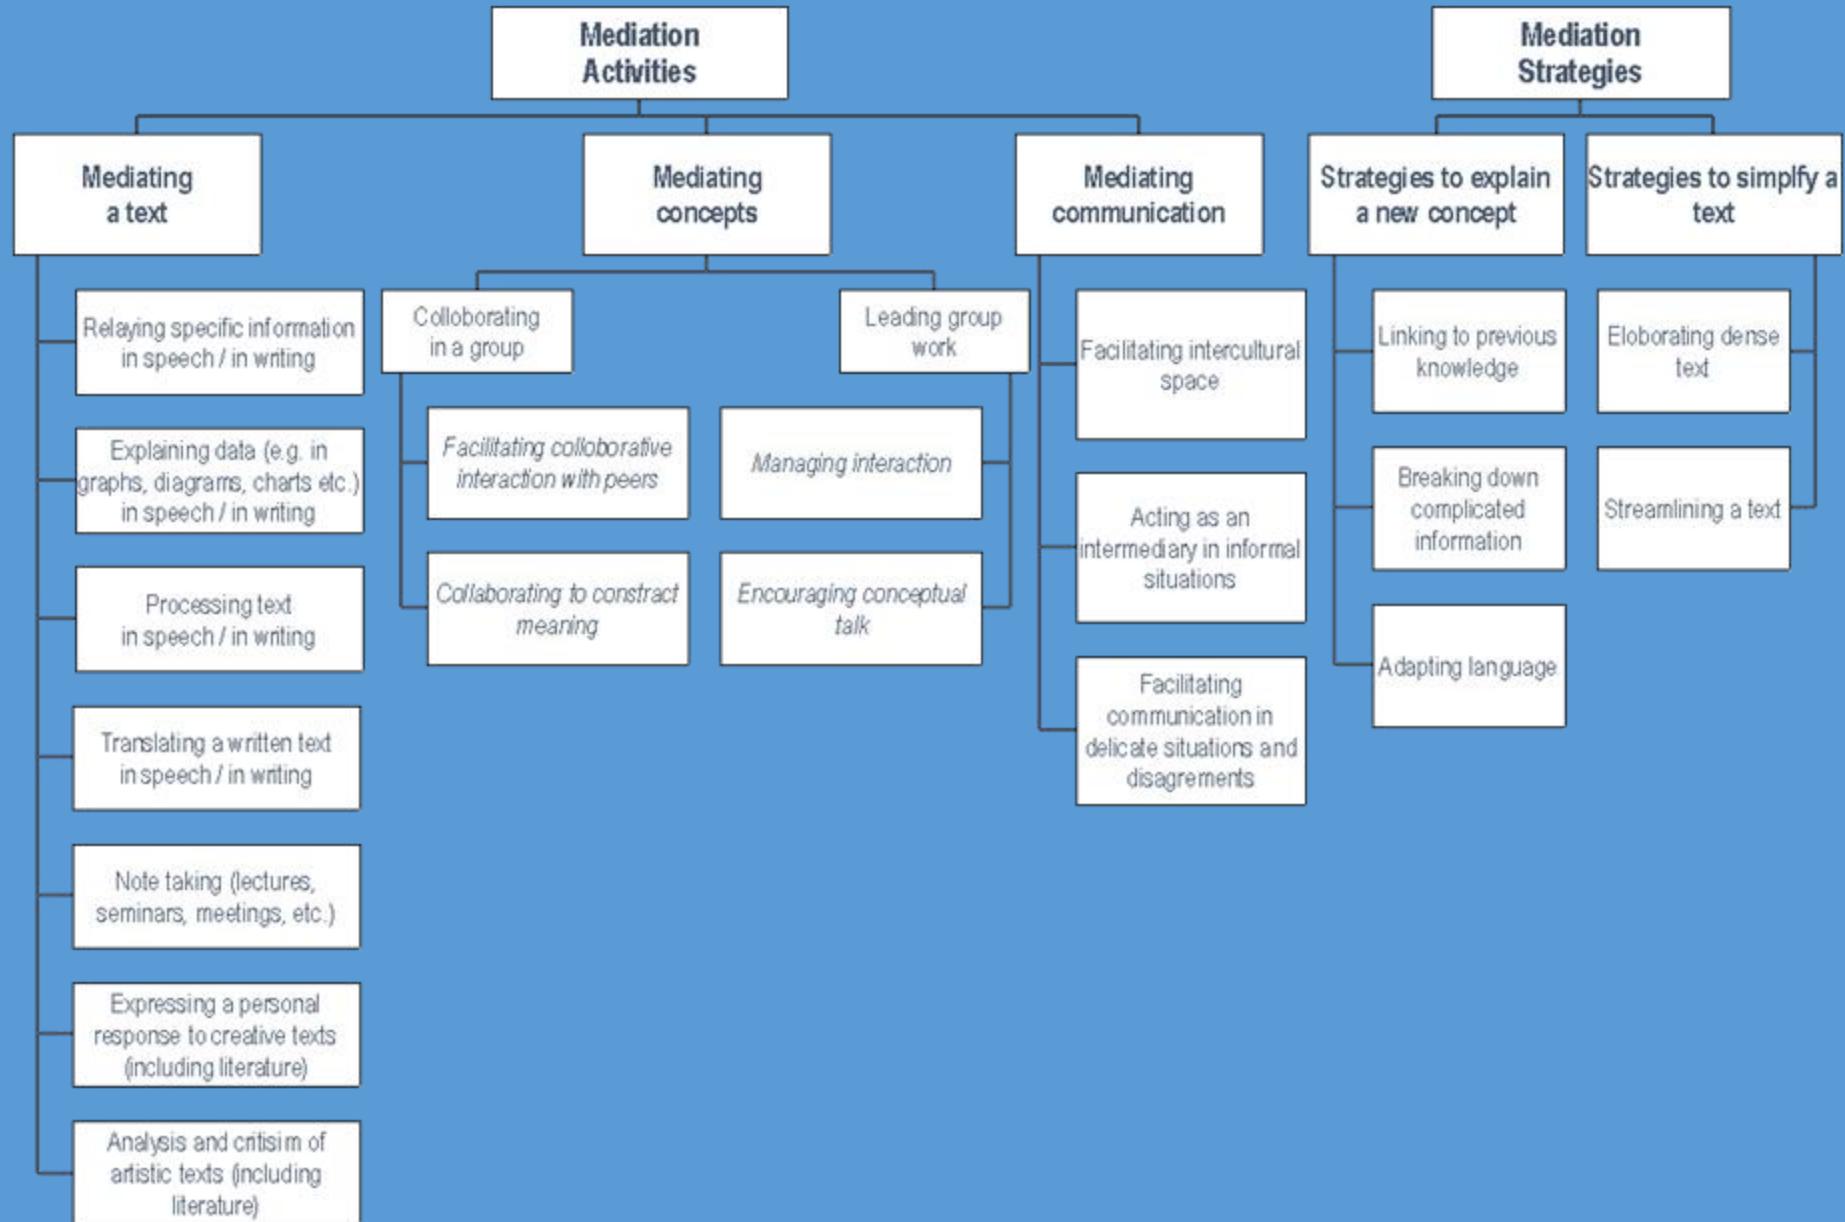 Mediation
Activities
Mediation
Strategies
Mediating
a text
Mediating
concepts
Mediating
communication
Strategies to explain
a new concept
Strategies to simplfy a
text
Relaying specific information
in speech / in writing
Explaining data (e.g. in
graphs, diagrams, charts etc.)
in speech / in writing
Processing text
in speech / in writing
Translating a written text
in speech / in writing
Note taking (lectures,
seminars, meetings, etc.)
Expressing a personal
response to creative texts
(including literature)
Analysis and critisim of
artistic texts (including
literature)
Colloborating
in a group
Facilitating colloborative
interaction with peers
Collaborating to constract
meaning
Leading group
work
Managing interaction
Encouraging conceptual
talk
Facilitating intercultural
space
Acting as an
intermediary in informal
situations
Facilitating
communication in
delicate situations and
disagrements
Linking to previous
knowledge
Breaking down
complicated
information
Adapting language
Eloborating dense
text
Streamlining a text